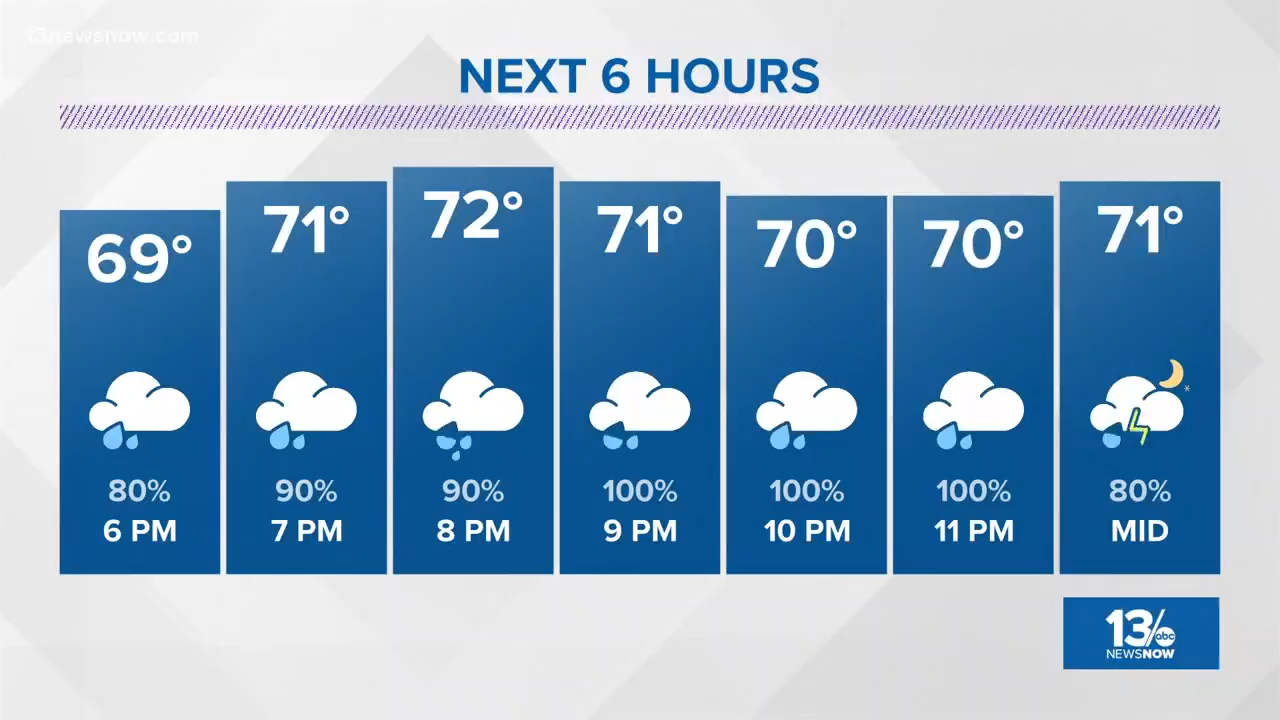 13newsnow.com
NEXT 6 HOURS
69° 71° 72° 71° 70° 70° 71°
80% 90% 90% 100% 100% 100% 80%
6 PM 7 PM 8 PM 9 PM 10 PM 11 PM MID
13 abc
NEWSNOW